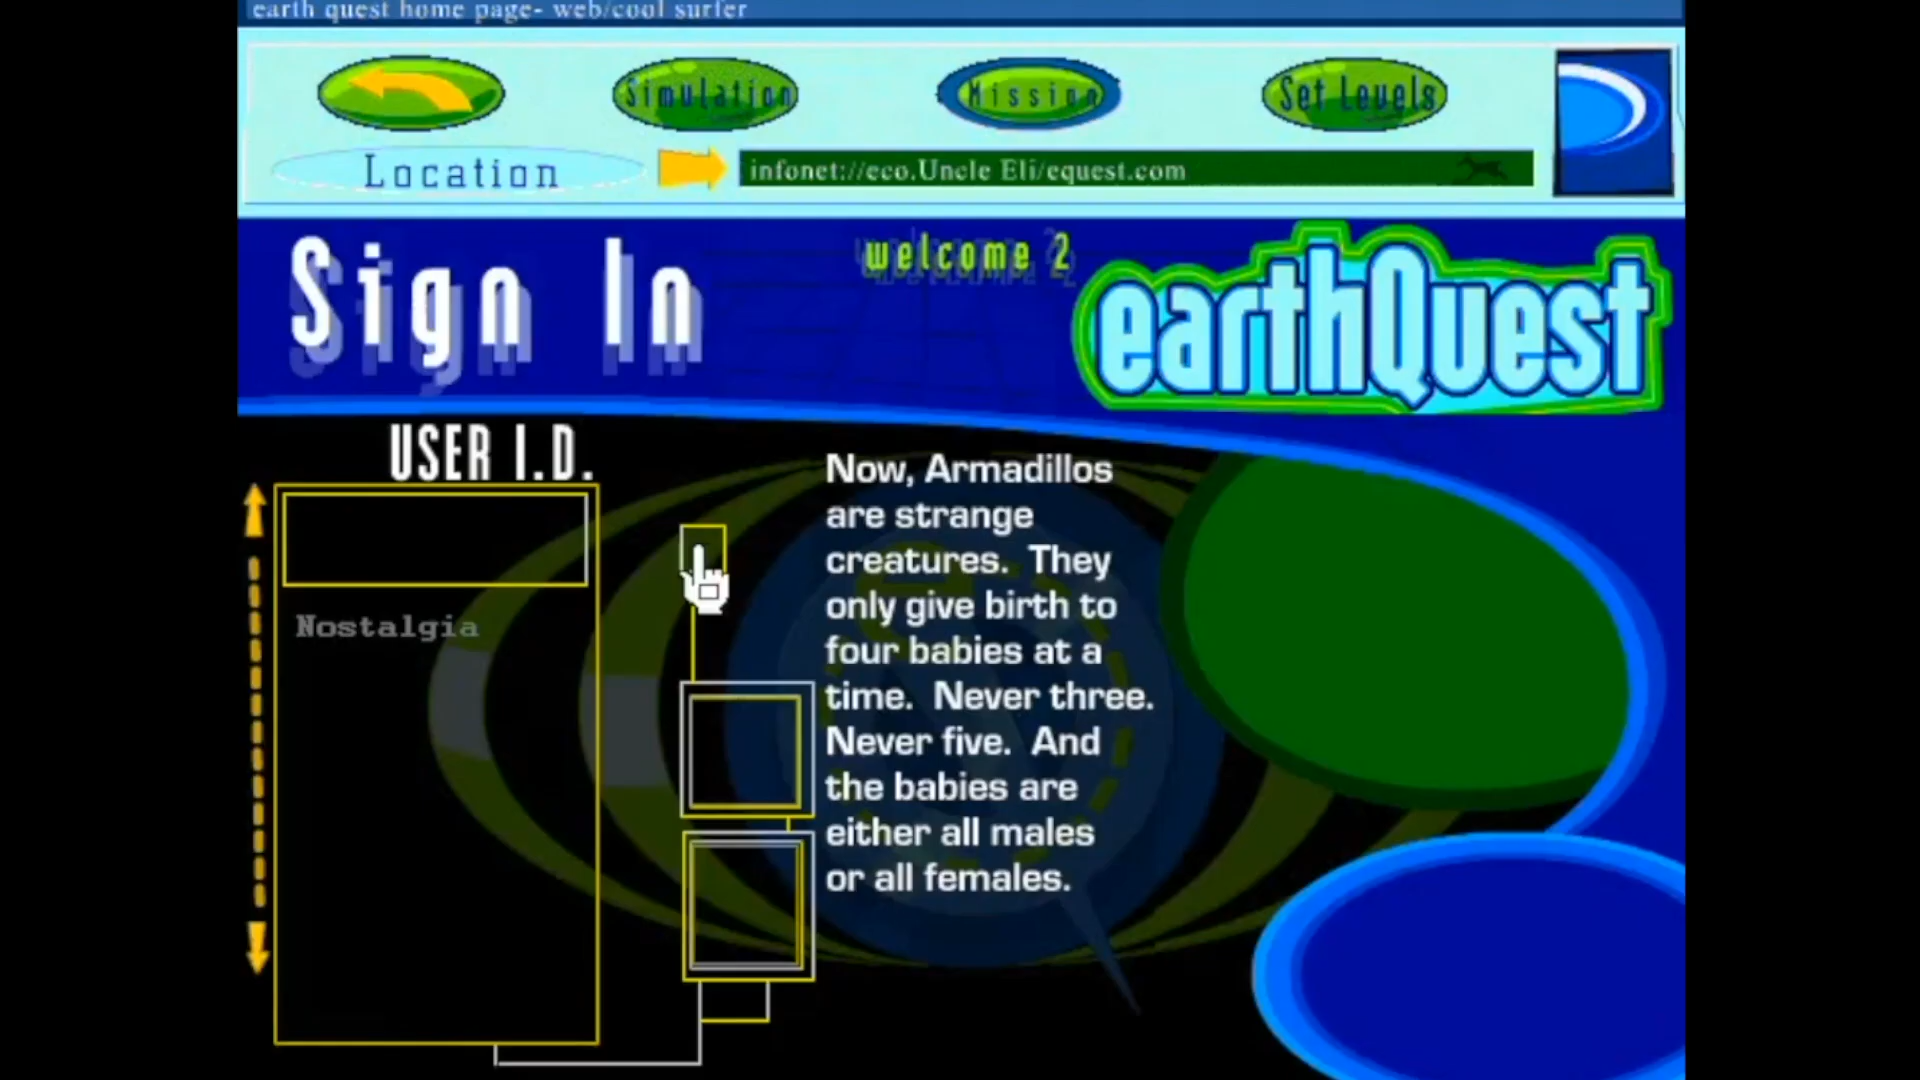 earth quest home page- web/cool surfer
Simulation
Mission
Set Levels
Location
infonet://eco.Uncle Eli/equest.com
Sign In
welcome 2
earthQuest
USER I.D.
Nostalgia
Now, Armadillos
are strange
creatures. They
only give birth to
four babies at a
time. Never three.
Never five. And
the babies are
either all males
or all females.